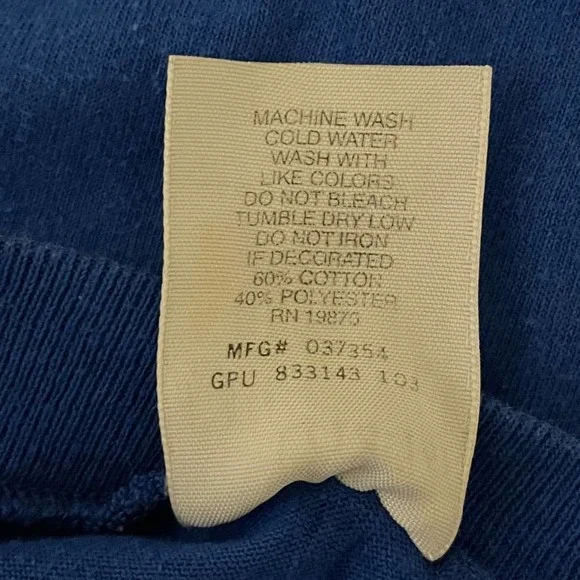 MACHINE WASH
COLD WATER
WASH WITH
LIKE COLORS
DO NOT BLEACH
TUMBLE DRY LOW
DO NOT IRON
IF DECORATED
60% COTTON
40% POLYESTER
RN 19870
MFG# 037354
GPU 833143 103